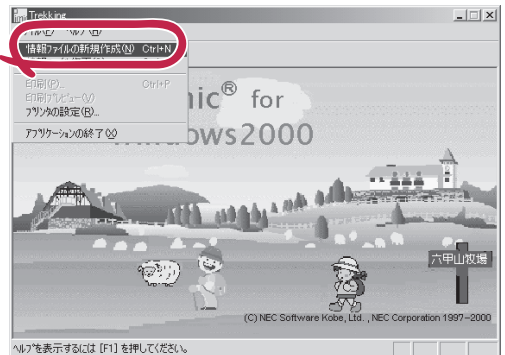 Trekking
情報ファイルの新規作成(N) Ctrl+N
印刷(P)... Ctrl+P
印刷プレビュー(V)
プリンタの設定(R)...
アプリケーションの終了(X)
nic® for
ows2000
六甲山牧場
(C) NEC Software Kobe, Ltd. , NEC Corporation 1997-2000
ヘルプを表示するには [F1] を押してください。